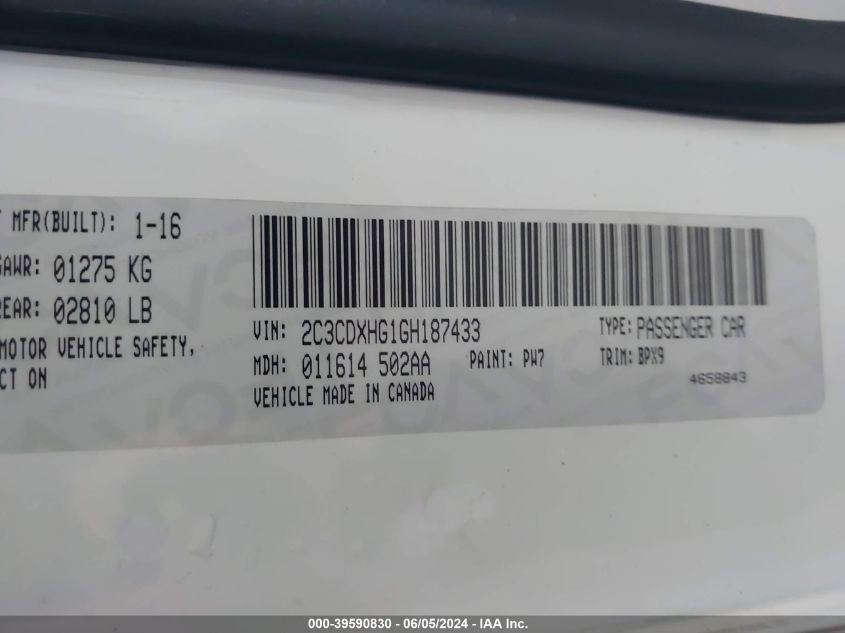 MFR(BUILT): 1-16
GAWR: 01275 KG
REAR: 02810 LB
MOTOR VEHICLE SAFETY,
CT ON
VIN: 2C3CDXHG1GH187433
TYPE: PASSENGER CAR
MDH: 011614 502AA
PAINT: PW7
TRIM: BPX9
VEHICLE MADE IN CANADA
4658843
000-39590830 - 06/05/2024 - IAA Inc.